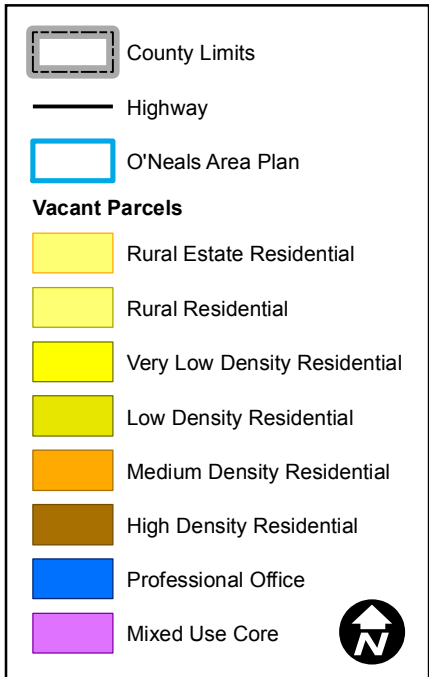 County Limits
Highway
O'Neals Area Plan
Vacant Parcels
Rural Estate Residential
Rural Residential
Very Low Density Residential
Low Density Residential
Medium Density Residential
High Density Residential
Professional Office
Mixed Use Core
N